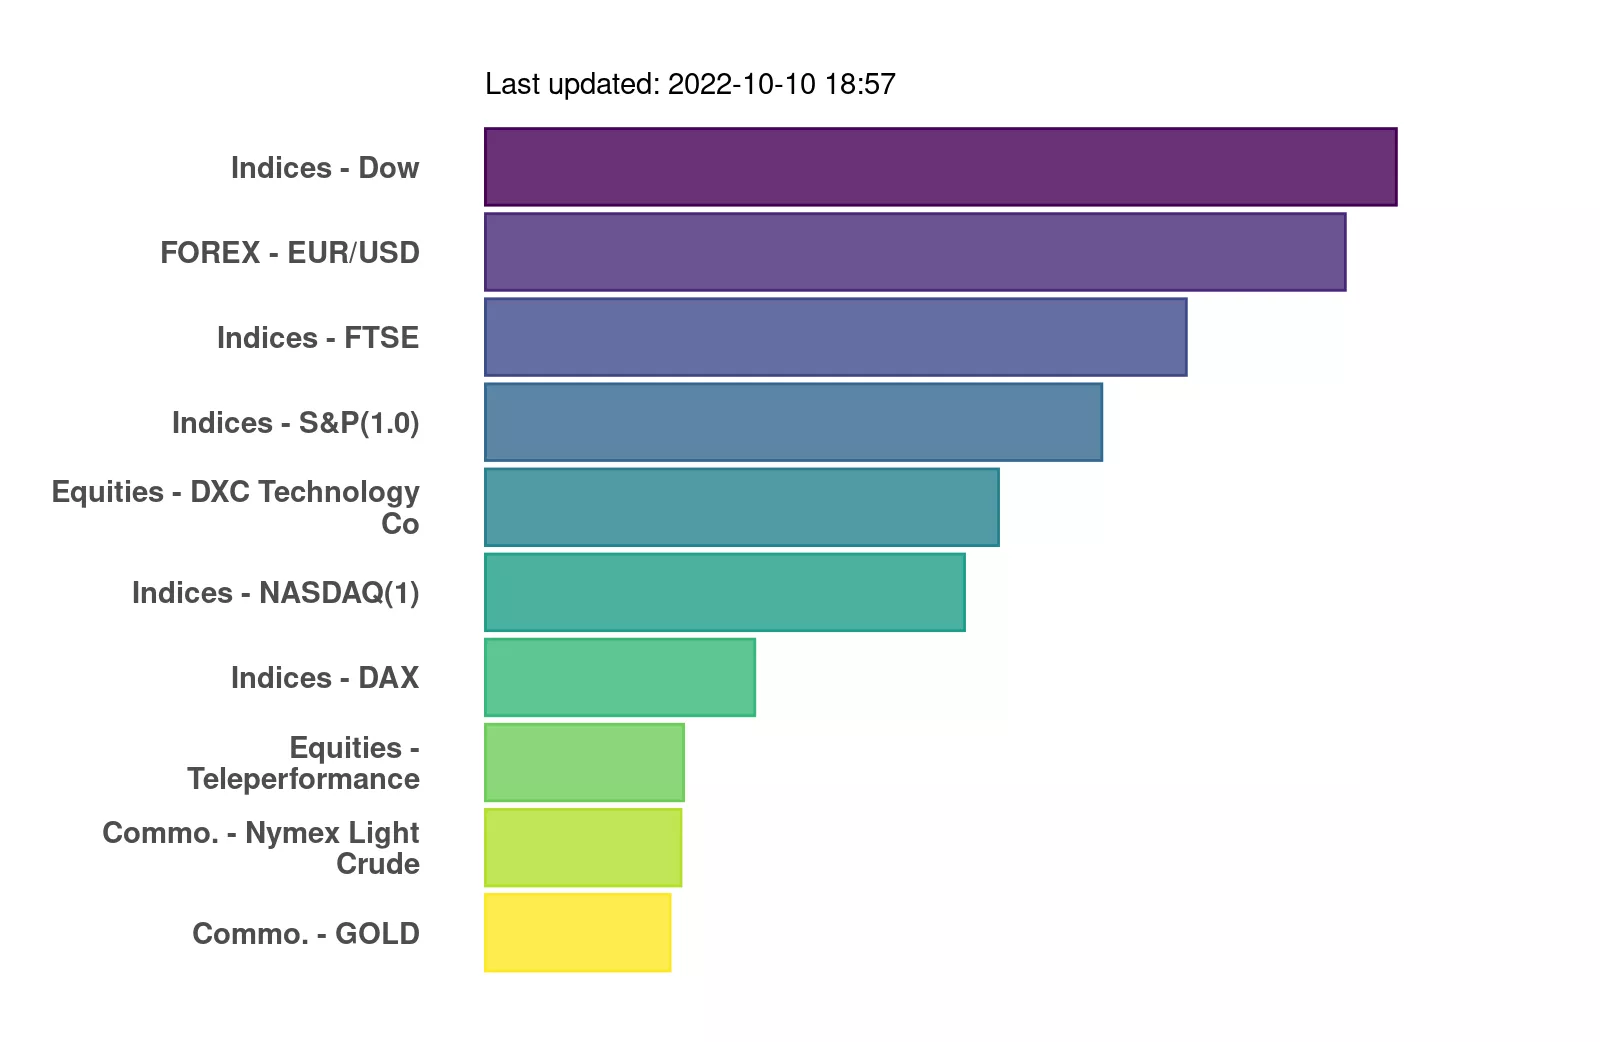 Last updated: 2022-10-10 18:57
Indices - Dow
FOREX - EUR/USD
Indices - FTSE
Indices - S&P(1.0)
Equities - DXC Technology
Co
Indices - NASDAQ(1)
Indices - DAX
Equities -
Teleperformance
Commo. - Nymex Light
Crude
Commo. - GOLD